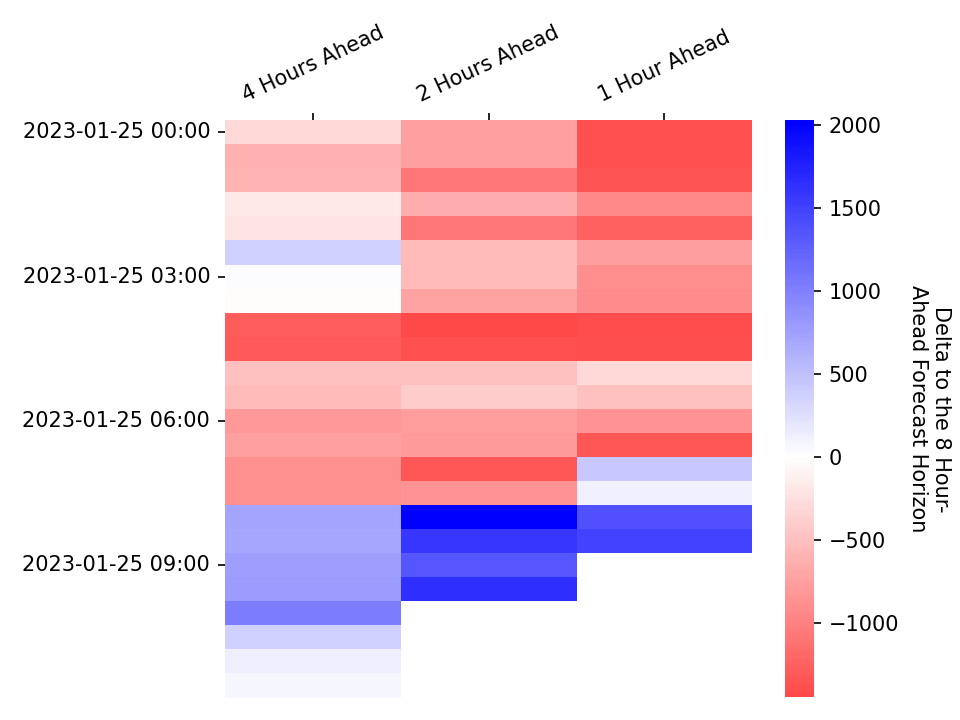 4 Hours Ahead
2 Hours Ahead
1 Hour Ahead
2023-01-25 00:00
2023-01-25 03:00
2023-01-25 06:00
2023-01-25 09:00
2000
1500
1000
500
0
−500
−1000
Delta to the 8 Hour-
Ahead Forecast Horizon